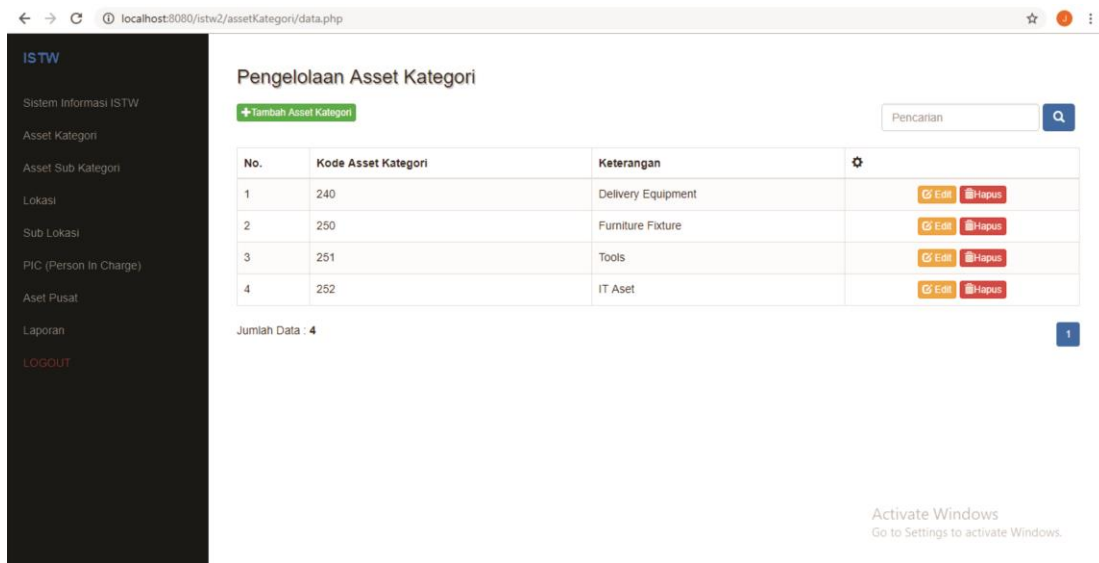 localhost:8080/istw2/assetKategori/data.php
J
ISTW
Sistem Informasi ISTW
Asset Kategori
Asset Sub Kategori
Lokasi
Sub Lokasi
PIC (Person In Charge)
Aset Pusat
Laporan
LOGOUT
Pengelolaan Asset Kategori
+Tambah Asset Kategori
Pencarian
No. Kode Asset Kategori Keterangan
1 240 Delivery Equipment Edit Hapus
2 250 Furniture Fixture Edit Hapus
3 251 Tools Edit Hapus
4 252 IT Aset Edit Hapus
Jumlah Data : 4
1
Activate Windows
Go to Settings to activate Windows.